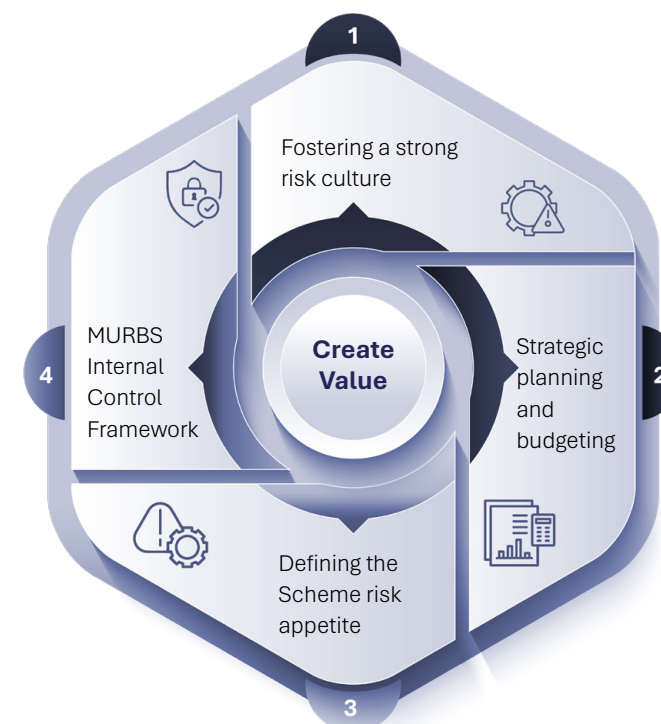 1
Fostering a strong
risk culture
2
Strategic
planning
and
budgeting
3
Defining the
Scheme risk
appetite
4
MURBS
Internal
Control
Framework
Create
Value